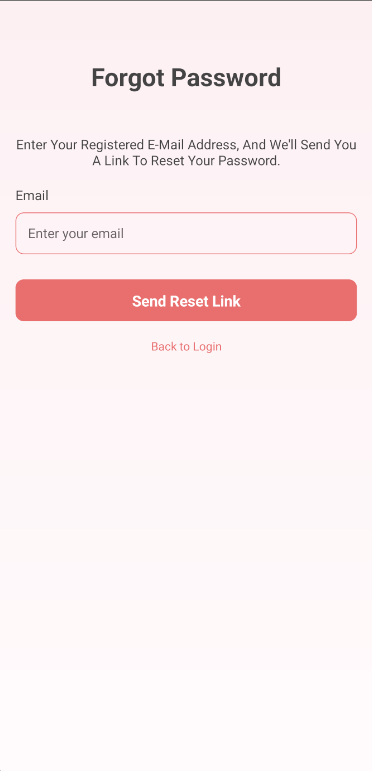 Forgot Password
Enter Your Registered E-Mail Address, And We'll Send You
A Link To Reset Your Password.
Email
Enter your email
Send Reset Link
Back to Login